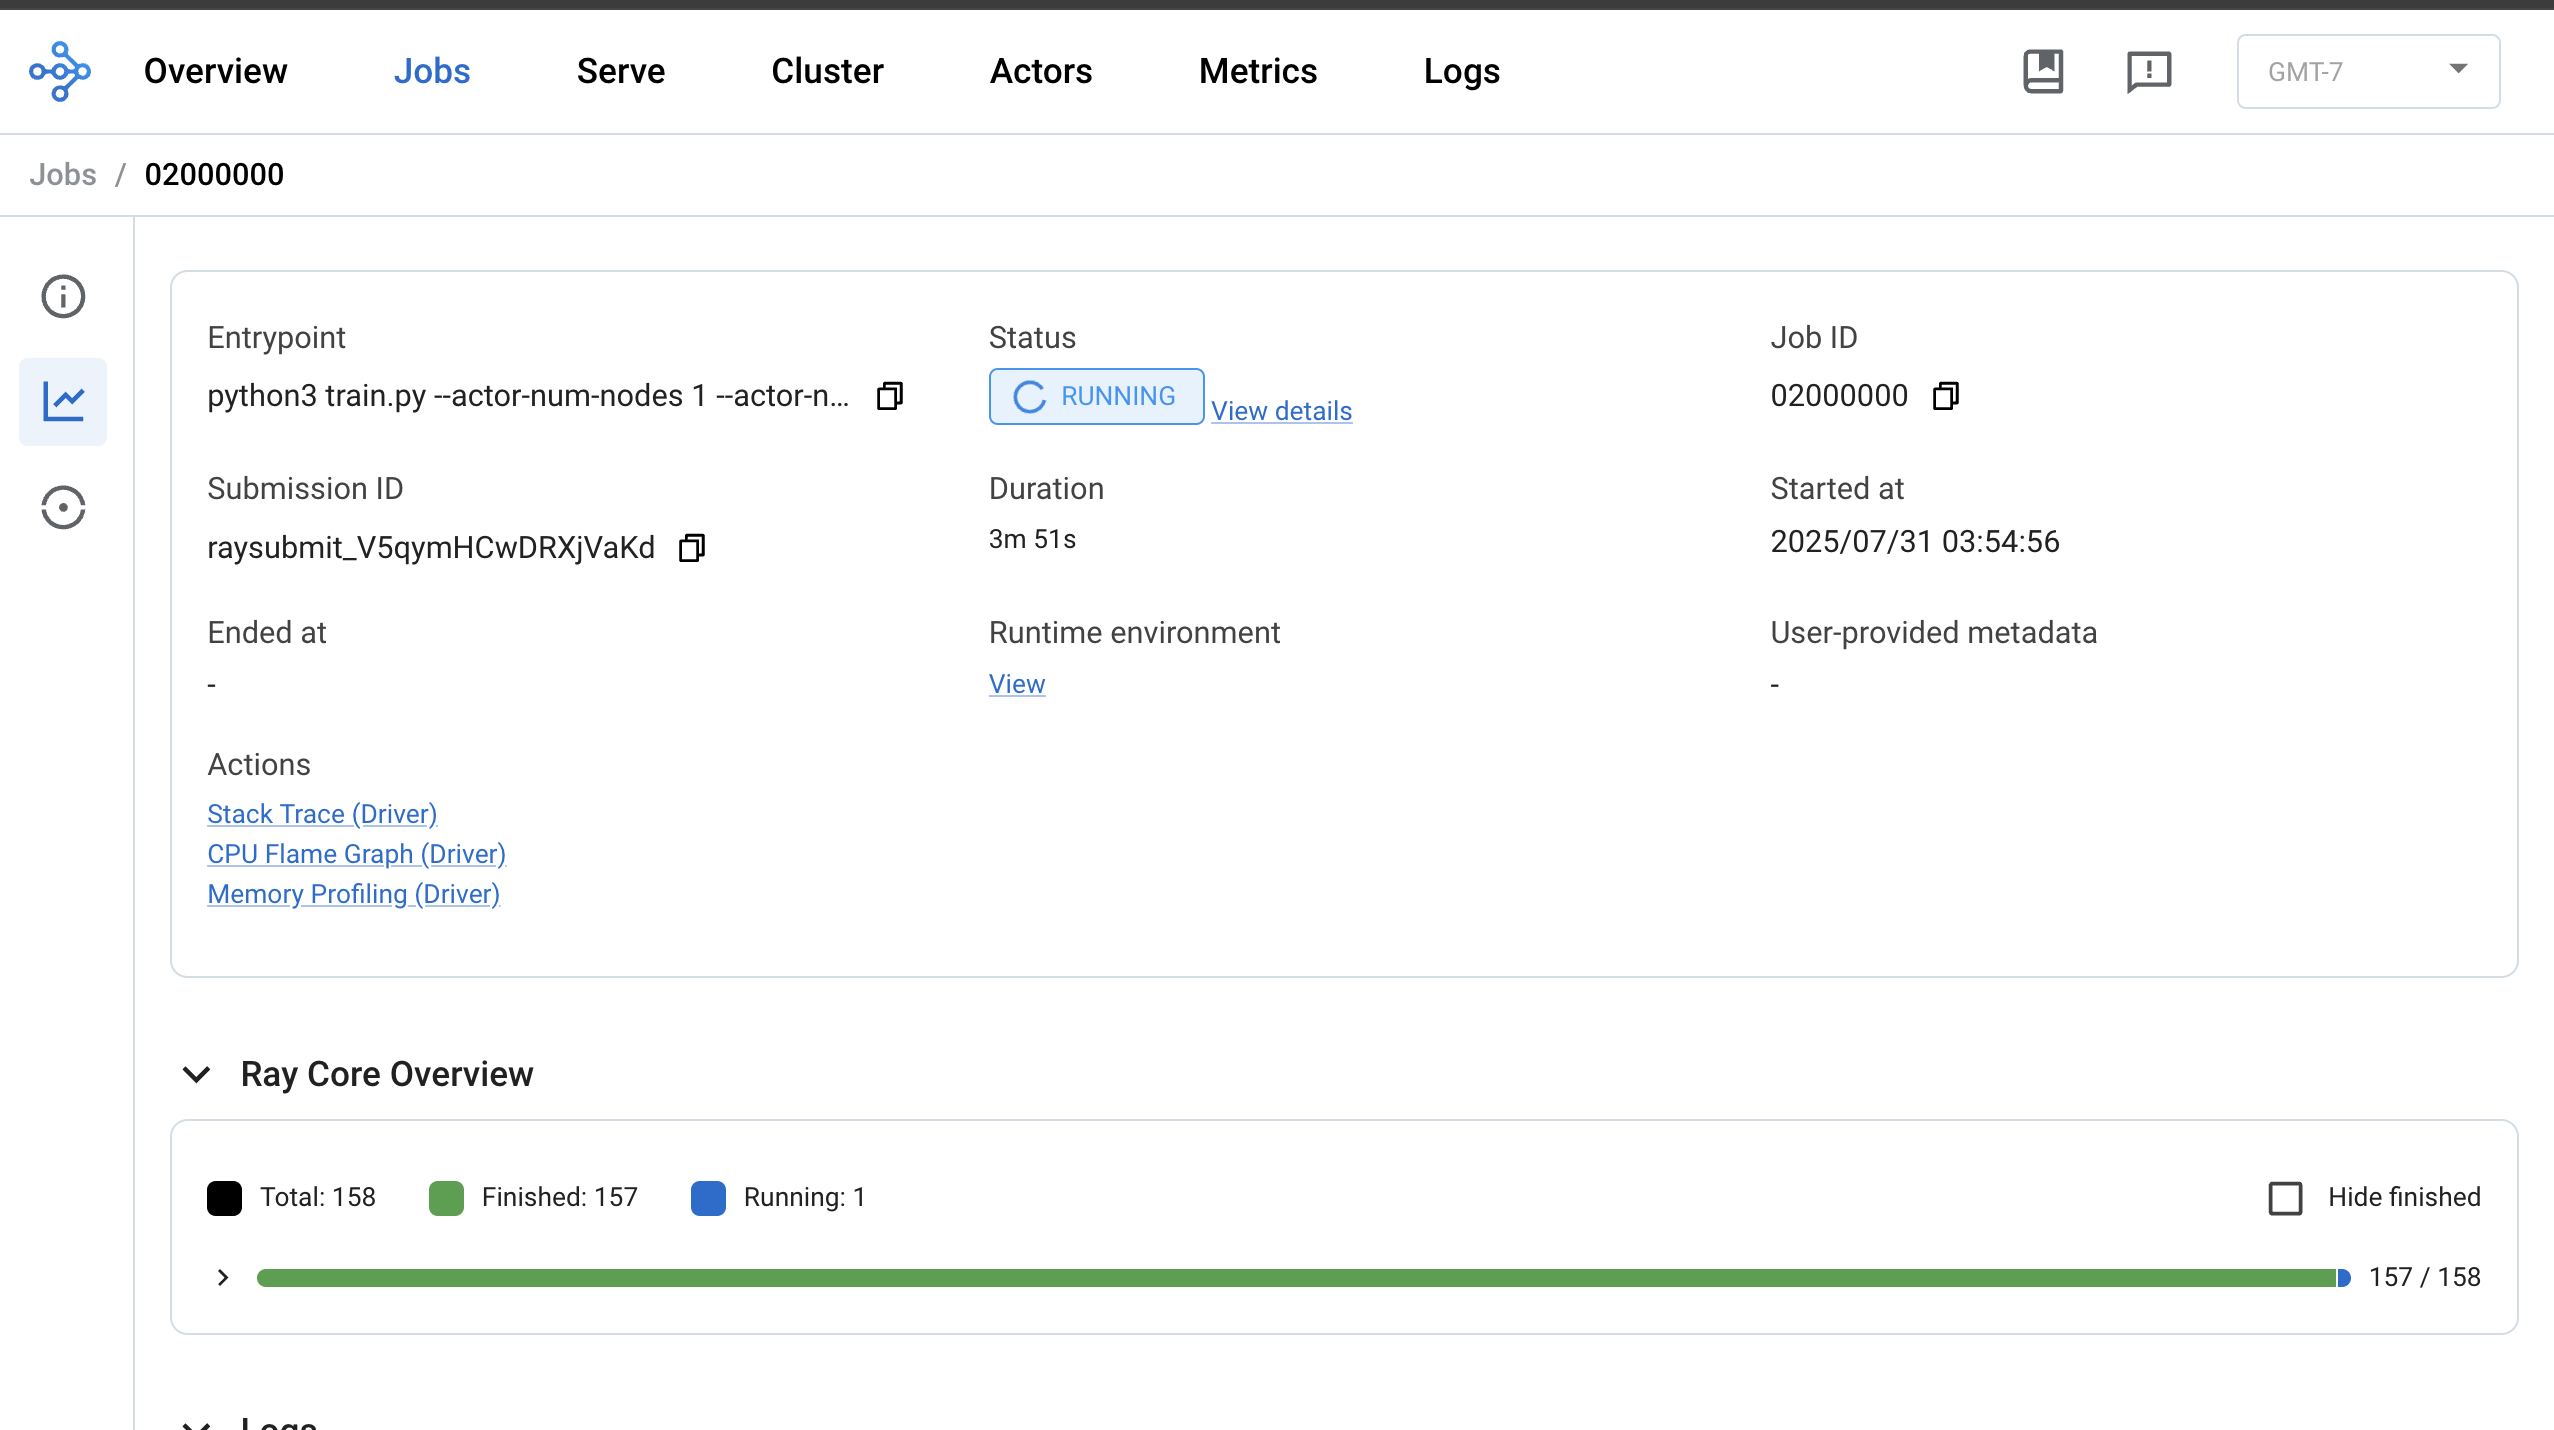 Overview Jobs Serve Cluster Actors Metrics Logs GMT-7
Jobs / 02000000
Entrypoint
python3 train.py --actor-num-nodes 1 --actor-n...
Status
RUNNING View details
Job ID
02000000
Submission ID
raysubmit_V5qymHCwDRXjVaKd
Duration
3m 51s
Started at
2025/07/31 03:54:56
Ended at
-
Runtime environment
View
User-provided metadata
-
Actions
Stack Trace (Driver)
CPU Flame Graph (Driver)
Memory Profiling (Driver)
Ray Core Overview
Total: 158 Finished: 157 Running: 1 Hide finished
157 / 158
Logs